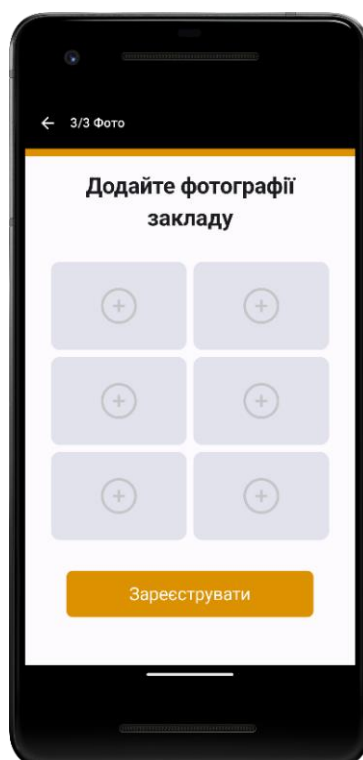 3/3 Фото
Додайте фотографії
закладу
Зареєструвати